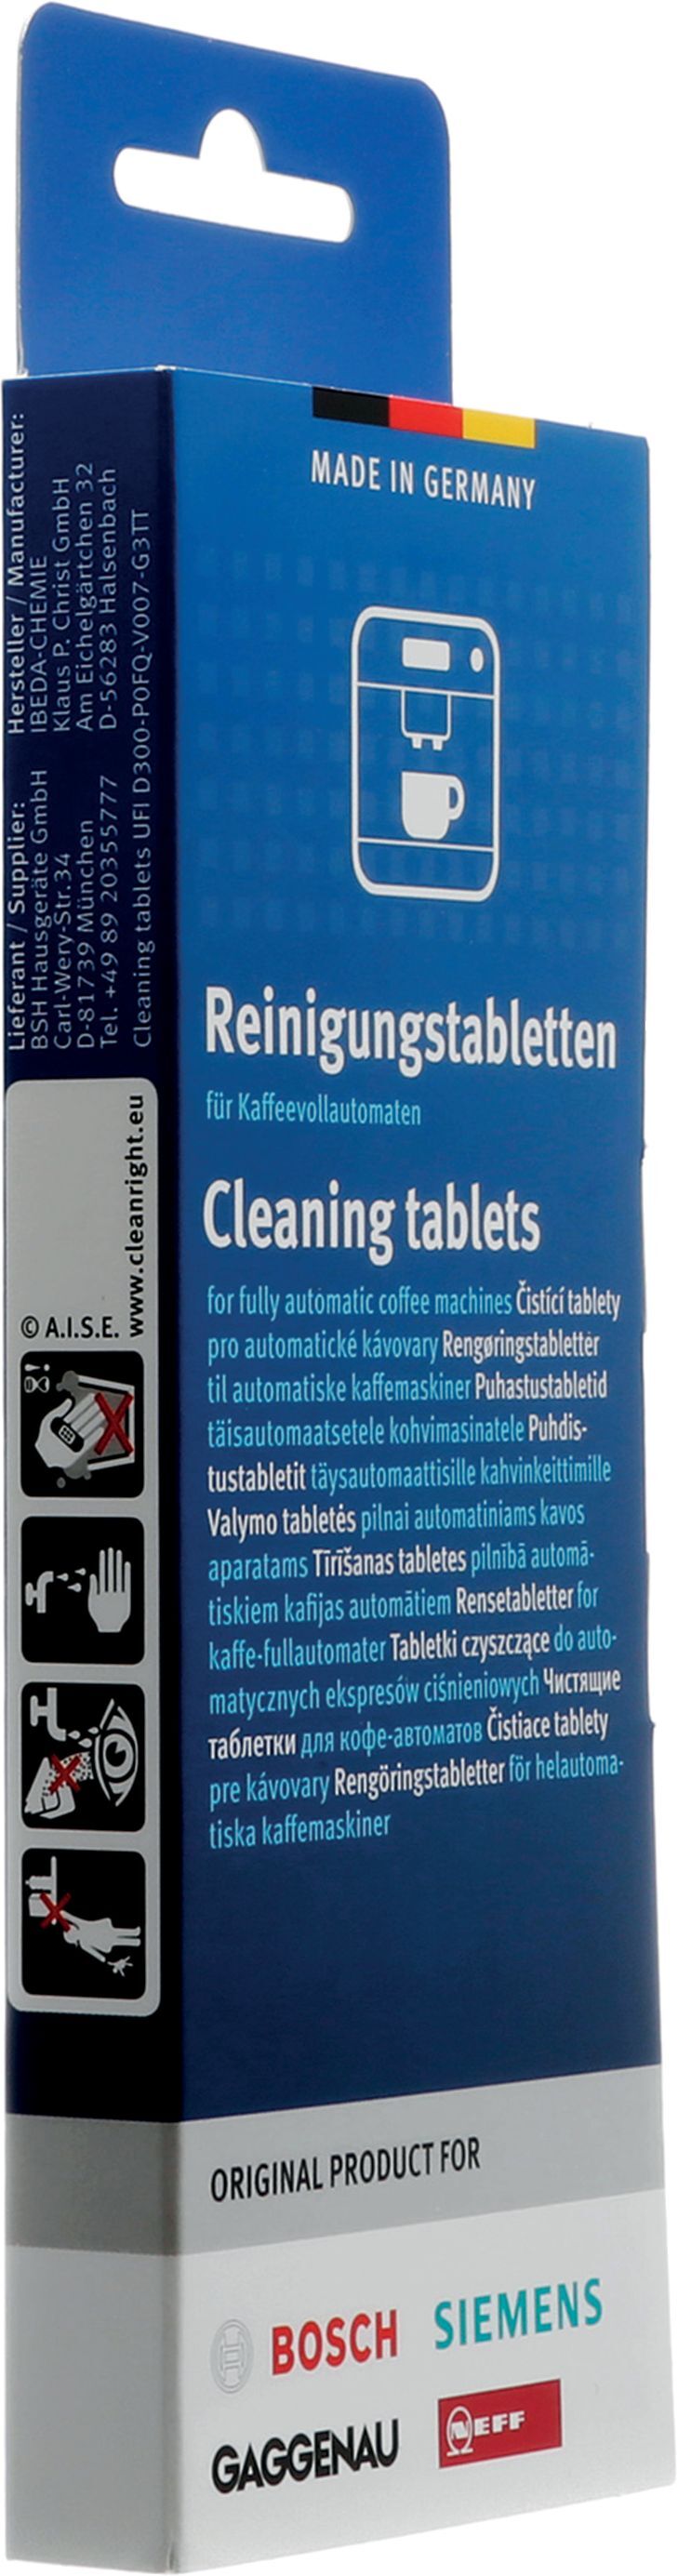 MADE IN GERMANY
Reinigungstabletten
für Kaffeevollautomaten
Cleaning tablets
for fully automatic coffee machines Čistící tablety
pro automatické kávovary Rengøringstabletter
til automatiske kaffemaskiner Puhastustabletid
täisautomaatsetele kohvimasinatele Puhdis-
tustabletit täysautomaattisille kahvinkeittimille
Valymo tabletės pilnai automatiniams kavos
aparatams Tīrīšanas tabletes pilnībā automā-
tiskiem kafijas automātiem Rensetabletter for
kaffe-fullautomater Tabletki czyszczące do auto-
matycznych ekspresów ciśnieniowych Чистящие
таблетки для кофе-автоматов Čistiace tablety
pre kávovary Rengöringstabletter för helautoma-
tiska kaffemaskiner
ORIGINAL PRODUCT FOR
BOSCH
SIEMENS
GAGGENAU
NEFF
Hersteller / Manufacturer:
IBEDA-CHEMIE
Klaus P. Christ GmbH
Am Eichelgärtchen 32
D-56283 Halsenbach
Lieferant / Supplier:
BSH Hausgeräte GmbH
Carl-Wery-Str.34
D-81739 München
Tel. +49 89 20355777
Cleaning tablets UFI D300-P0FQ-V007-G3TT
www.cleanright.eu
© A.I.S.E.